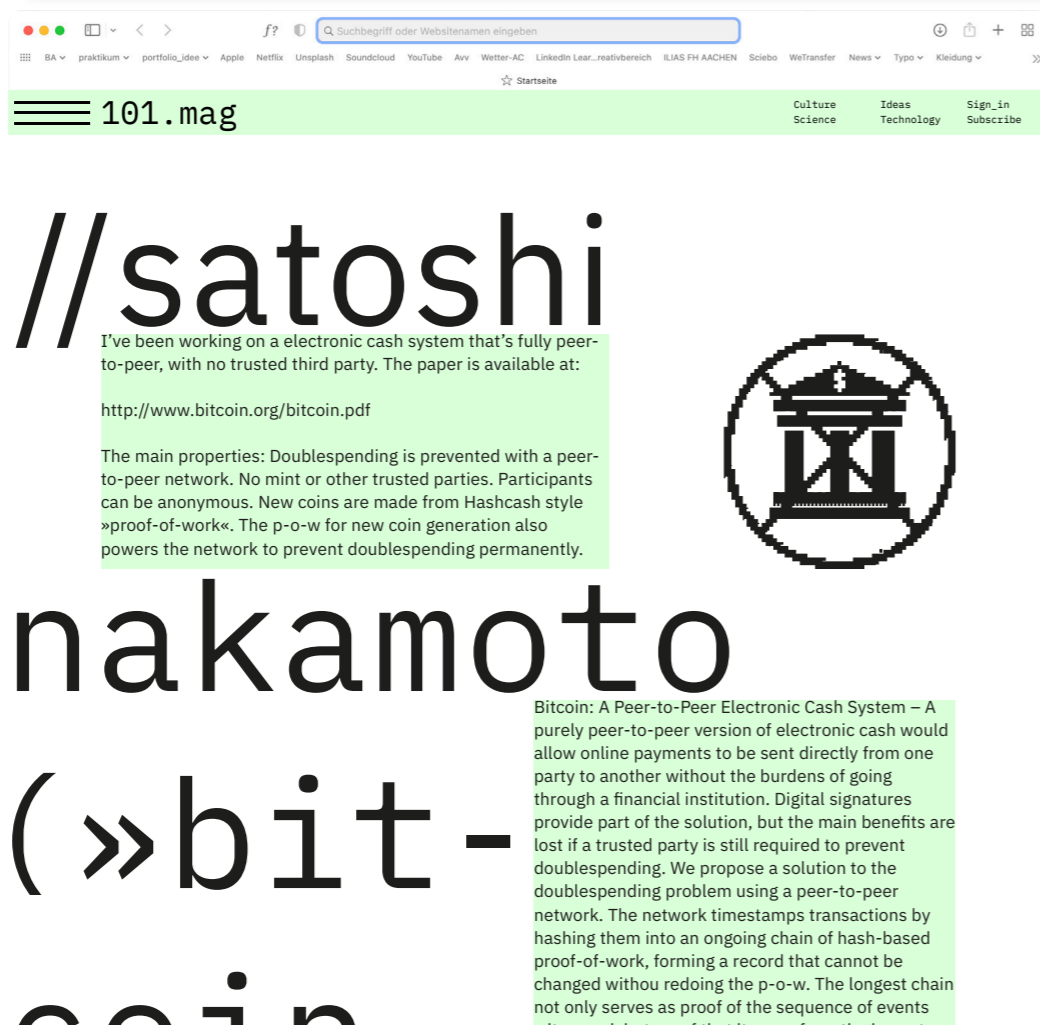 f?
Suchbegriff oder Websitenamen eingeben
BA praktikum portfolio_idee Apple Netflix Unsplash Soundcloud YouTube Avv Wetter-AC LinkedIn Lear...reativbereich ILIAS FH AACHEN Sciebo WeTransfer News Typo Kleidung
Startseite
101.mag
Culture Ideas Sign_in
Science Technology Subscribe
//satoshi
I’ve been working on a electronic cash system that’s fully peer-
to-peer, with no trusted third party. The paper is available at:
http://www.bitcoin.org/bitcoin.pdf
The main properties: Doublespending is prevented with a peer-
to-peer network. No mint or other trusted parties. Participants
can be anonymous. New coins are made from Hashcash style
»proof-of-work«. The p-o-w for new coin generation also
powers the network to prevent doublespending permanently.
nakamoto
(»bit-
Bitcoin: A Peer-to-Peer Electronic Cash System – A
purely peer-to-peer version of electronic cash would
allow online payments to be sent directly from one
party to another without the burdens of going
through a financial institution. Digital signatures
provide part of the solution, but the main benefits are
lost if a trusted party is still required to prevent
doublespending. We propose a solution to the
doublespending problem using a peer-to-peer
network. The network timestamps transactions by
hashing them into an ongoing chain of hash-based
proof-of-work, forming a record that cannot be
changed withou redoing the p-o-w. The longest chain
not only serves as proof of the sequence of events
coin